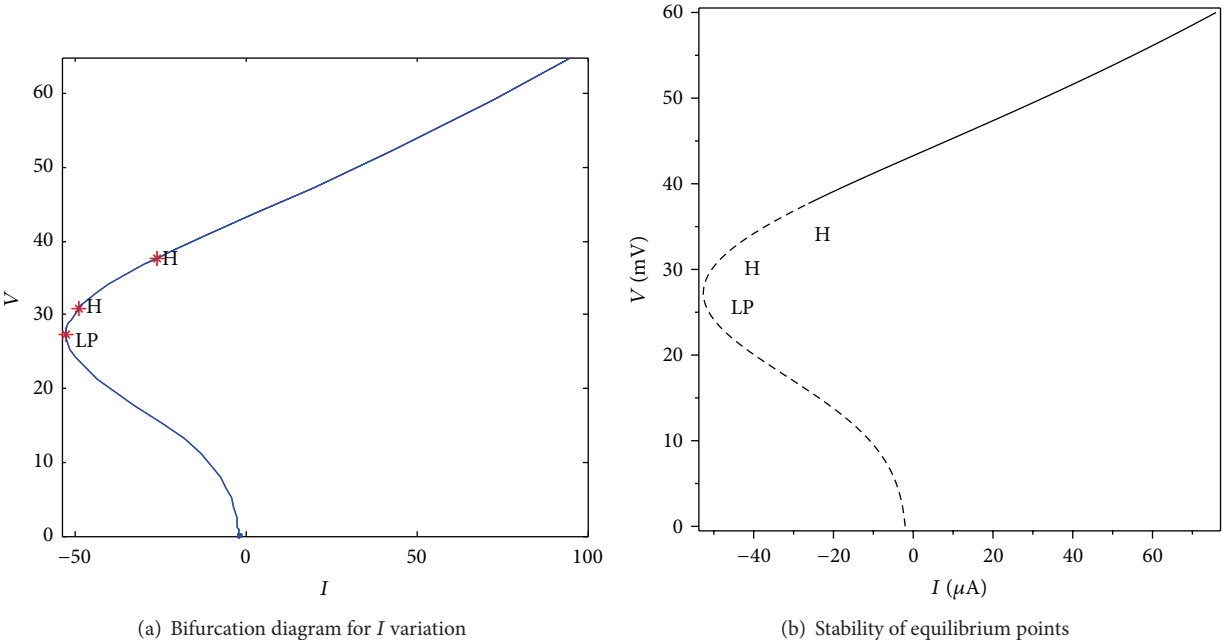 60
50
40
30
20
10
0
V
H
H
LP
−50
0
50
100
I
(a) Bifurcation diagram for I variation
60
50
40
30
20
10
0
V (mV)
H
H
LP
−40
−20
0
20
40
60
I (μA)
(b) Stability of equilibrium points